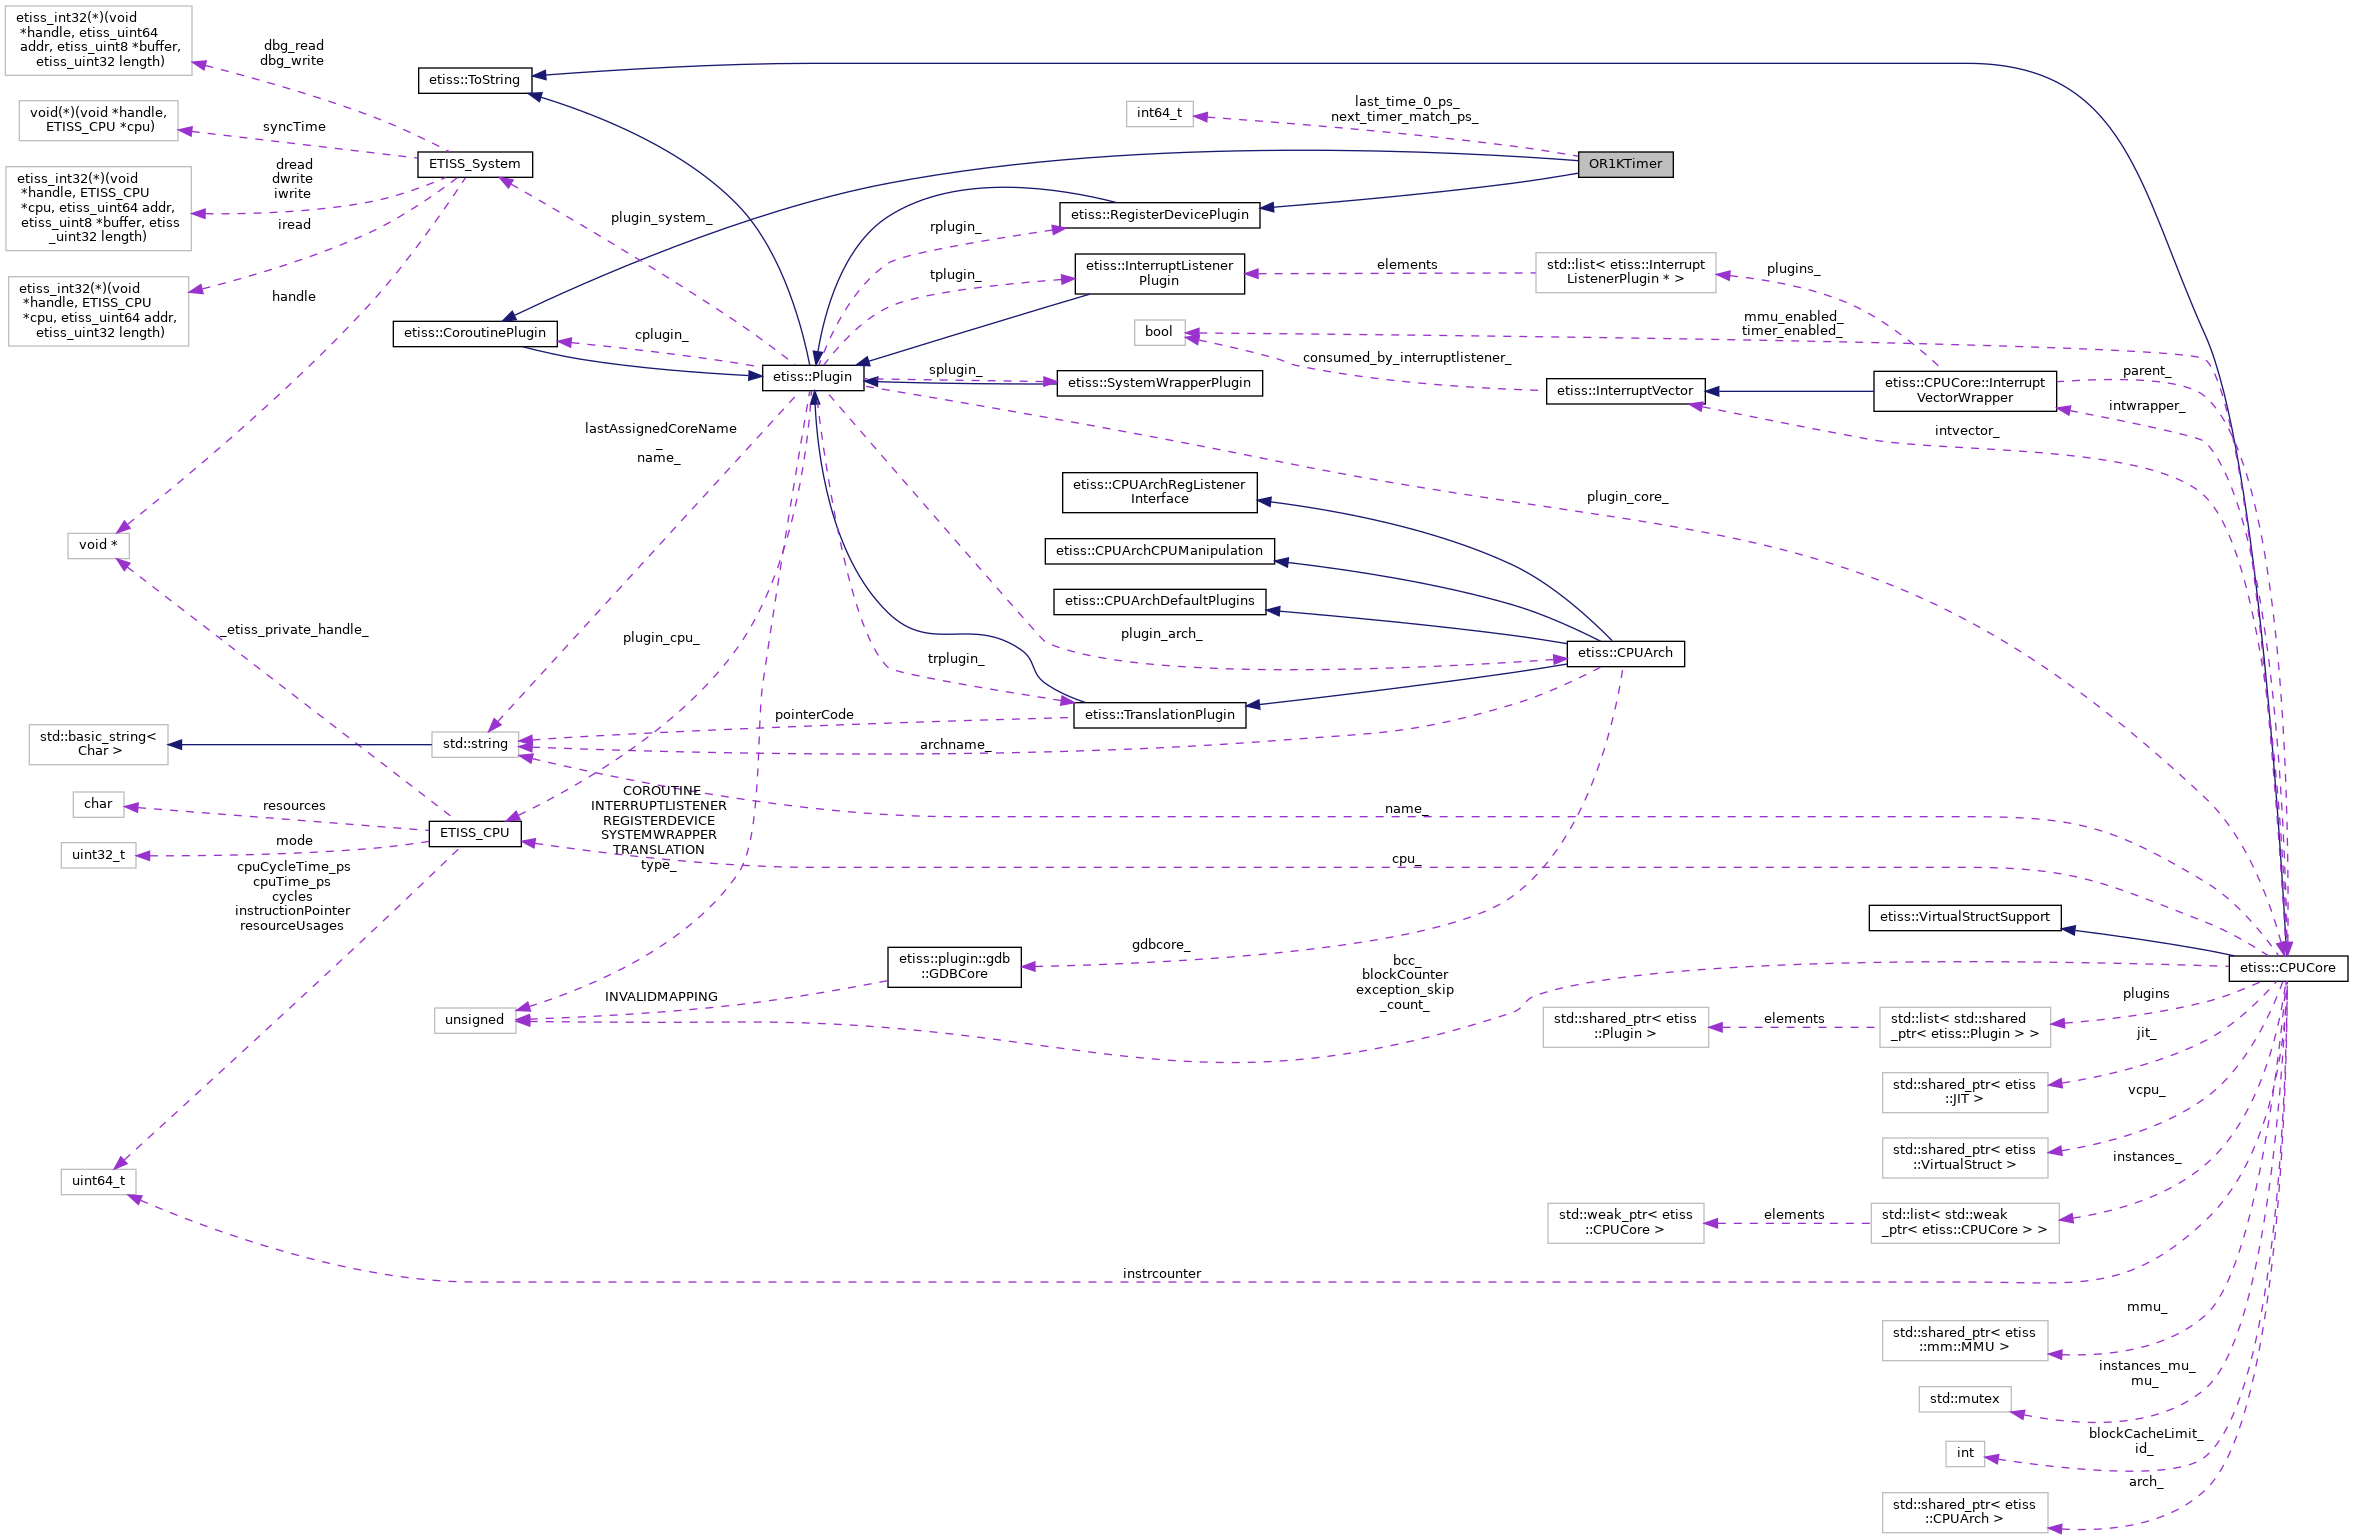 etiss_int32(*)(void
*handle, etiss_uint64
addr, etiss_uint8 *buffer,
etiss_uint32 length)
void(*)(void *handle,
ETISS_CPU *cpu)
etiss_int32(*)(void
*handle, ETISS_CPU
*cpu, etiss_uint64 addr,
etiss_uint8 *buffer, etiss
_uint32 length)
etiss_int32(*)(void
*handle, ETISS_CPU
*cpu, etiss_uint64 addr,
etiss_uint32 length)
void *
std::basic_string<
Char >
char
uint32_t
uint64_t
dbg_read
dbg_write
syncTime
dread
dwrite
iwrite
iread
handle
_etiss_private_handle_
resources
mode
cpuCycleTime_ps
cpuTime_ps
cycles
instructionPointer
resourceUsages
etiss::ToString
ETISS_System
etiss::CoroutinePlugin
std::string
ETISS_CPU
unsigned
plugin_system_
cplugin_
lastAssignedCoreName
_
name_
plugin_cpu_
pointerCode
COROUTINE
INTERRUPTLISTENER
REGISTERDEVICE
SYSTEMWRAPPER
TRANSLATION
type_
INVALIDMAPPING
etiss::Plugin
rplugin_
tplugin_
splugin_
trplugin_
archname_
etiss::plugin::gdb
::GDBCore
int64_t
etiss::RegisterDevicePlugin
etiss::InterruptListener
Plugin
bool
etiss::SystemWrapperPlugin
etiss::CPUArchRegListener
Interface
etiss::CPUArchCPUManipulation
etiss::CPUArchDefaultPlugins
plugin_arch_
etiss::TranslationPlugin
gdbcore_
instrcounter
last_time_0_ps_
next_timer_match_ps_
elements
consumed_by_interruptlistener_
name_
cpu_
bcc_
blockCounter
exception_skip
_count_
OR1KTimer
std::list< etiss::Interrupt
ListenerPlugin * >
etiss::InterruptVector
plugin_core_
etiss::CPUArch
std::shared_ptr< etiss
::Plugin >
std::weak_ptr< etiss
::CPUCore >
plugins_
mmu_enabled_
timer_enabled_
elements
elements
etiss::CPUCore::Interrupt
VectorWrapper
intvector_
etiss::VirtualStructSupport
std::list< std::shared
_ptr< etiss::Plugin > >
std::shared_ptr< etiss
::JIT >
std::shared_ptr< etiss
::VirtualStruct >
std::list< std::weak
_ptr< etiss::CPUCore > >
std::shared_ptr< etiss
::mm::MMU >
std::mutex
int
std::shared_ptr< etiss
::CPUArch >
parent_
intwrapper_
plugins
jit_
vcpu_
instances_
mmu_
instances_mu_
mu_
blockCacheLimit_
id_
arch_
etiss::CPUCore